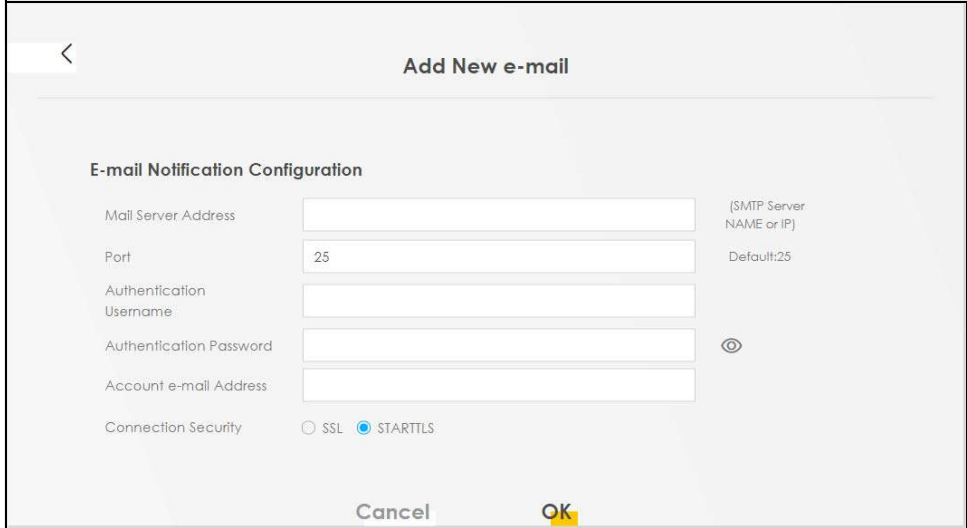 Add New e-mail
E-mail Notification Configuration
Mail Server Address
(SMTP Server
NAME or IP)
Port
25
Default:25
Authentication
Username
Authentication Password
Account e-mail Address
Connection Security
SSL
STARTTLS
Cancel
OK